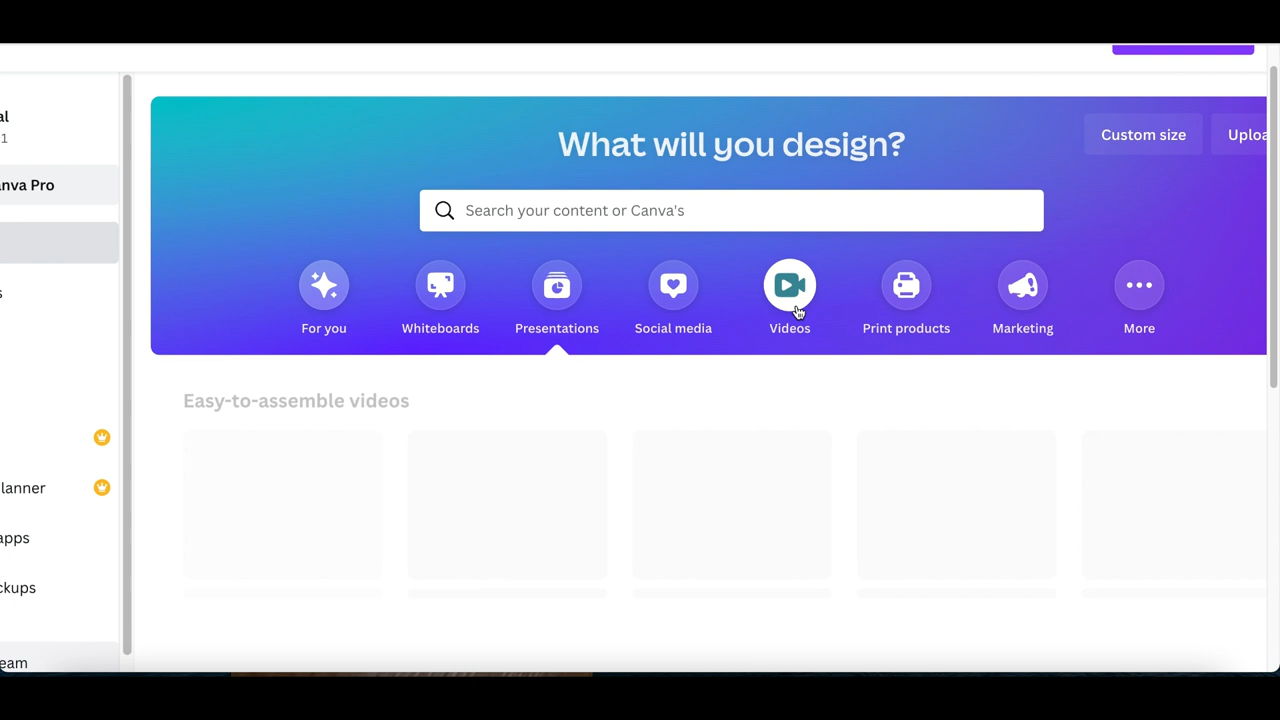 al
1
nva Pro
s
lanner
apps
ckups
eam
What will you design?
Custom size
Uploa
Search your content or Canva's
For you
Whiteboards
Presentations
Social media
Videos
Print products
Marketing
More
Easy-to-assemble videos